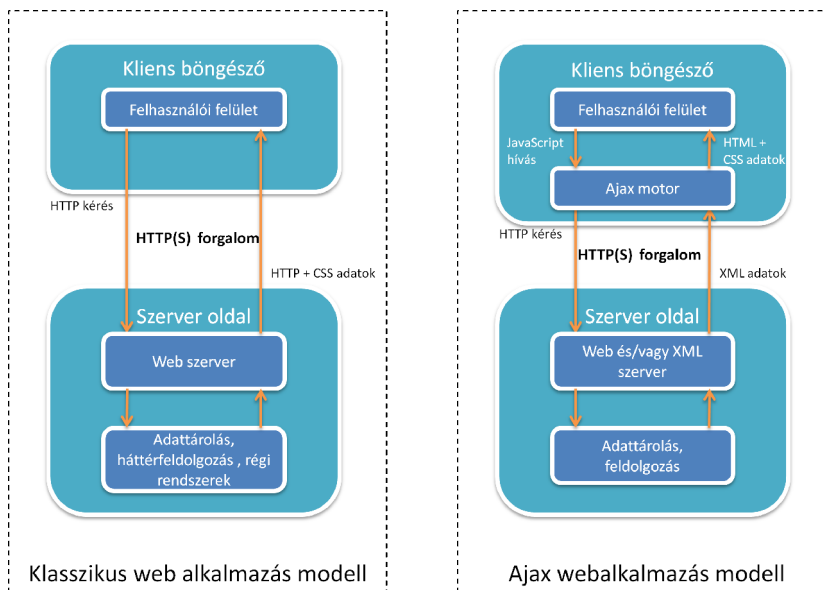 Kliens böngésző
Felhasználói felület
HTTP kérés
HTTP(S) forgalom
HTTP + CSS adatok
Szerver oldal
Web szerver
Adattárolás,
háttérfeldolgozás , régi
rendszerek
Klasszikus web alkalmazás modell
Kliens böngésző
Felhasználói felület
JavaScript
hívás
HTML +
CSS adatok
Ajax motor
HTTP kérés
HTTP(S) forgalom
XML adatok
Szerver oldal
Web és/vagy XML
szerver
Adattárolás,
feldolgozás
Ajax webalkalmazás modell